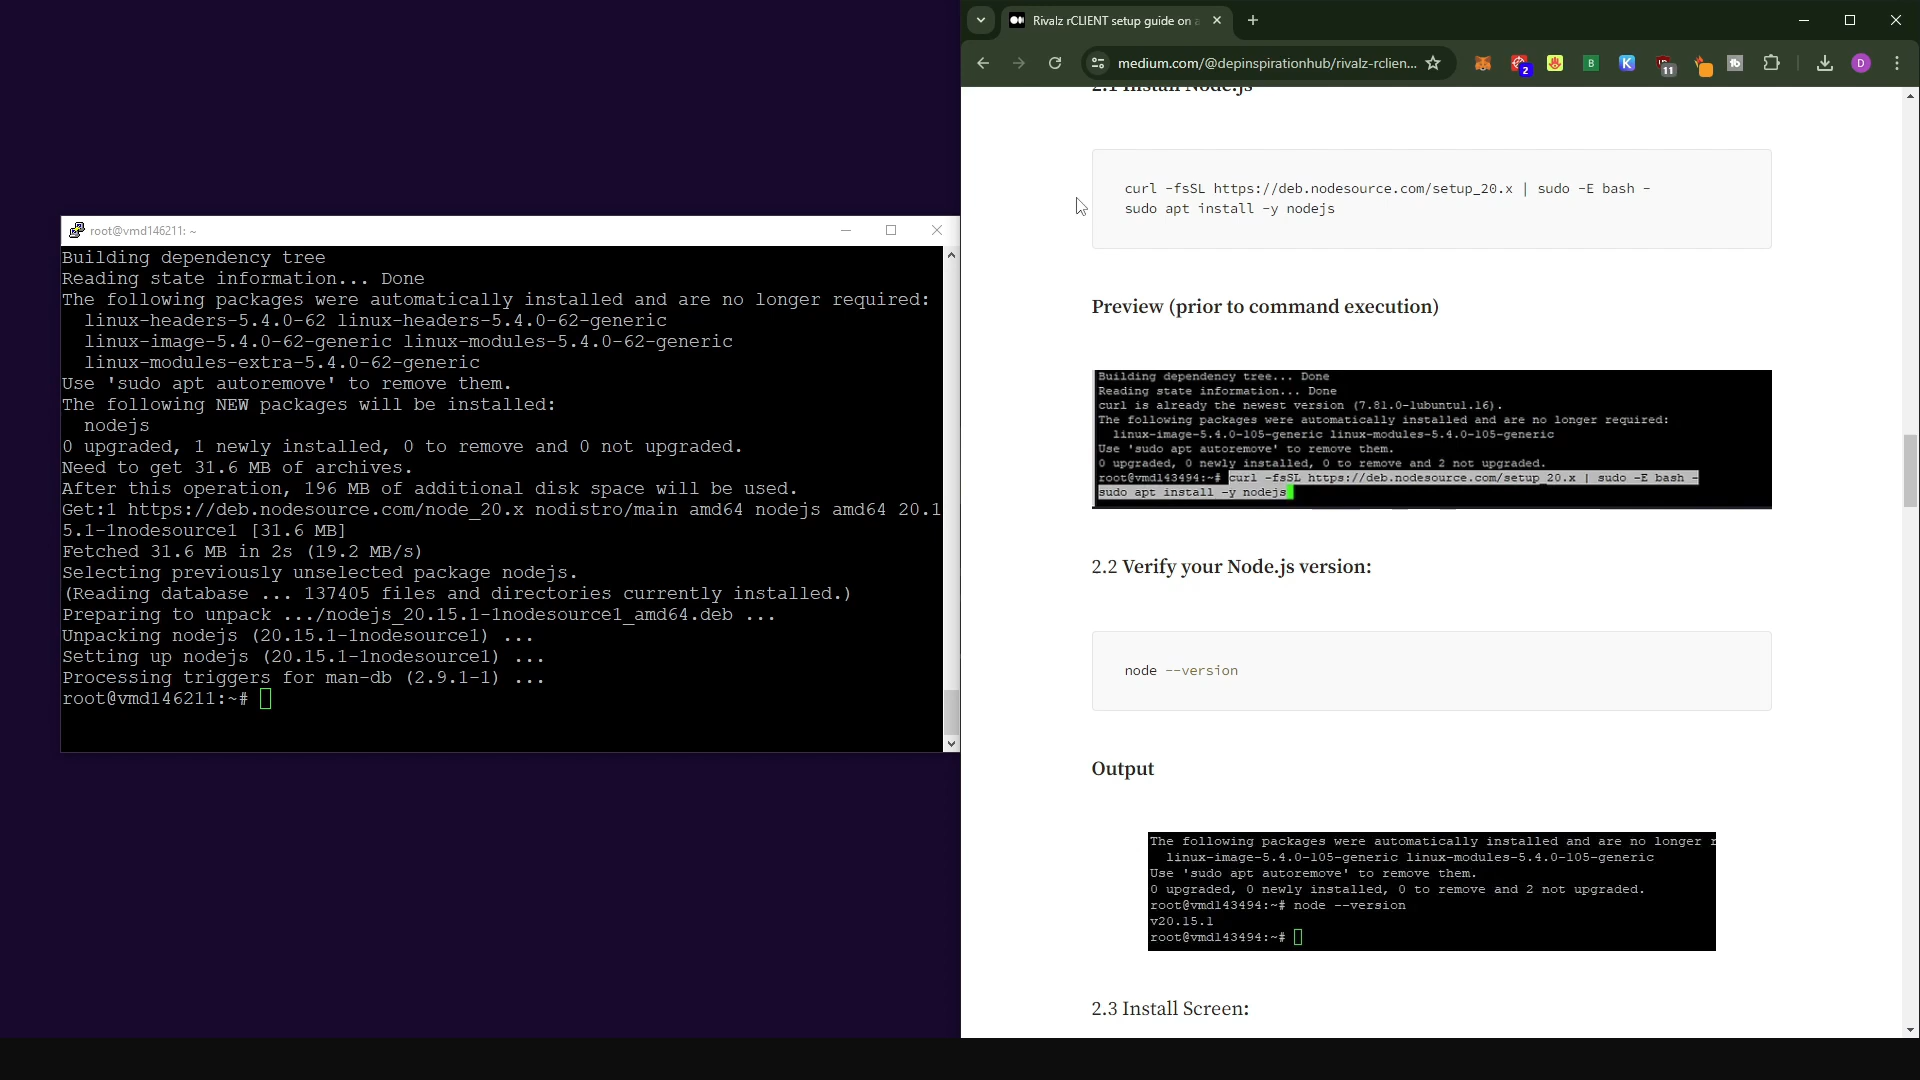 root@vmd146211: ~
Building dependency tree
Reading state information... Done
The following packages were automatically installed and are no longer required:
linux-headers-5.4.0-62 linux-headers-5.4.0-62-generic
linux-image-5.4.0-62-generic linux-modules-5.4.0-62-generic
linux-modules-extra-5.4.0-62-generic
Use 'sudo apt autoremove' to remove them.
The following NEW packages will be installed:
nodejs
0 upgraded, 1 newly installed, 0 to remove and 0 not upgraded.
Need to get 31.6 MB of archives.
After this operation, 196 MB of additional disk space will be used.
Get:1 https://deb.nodesource.com/node_20.x nodistro/main amd64 nodejs amd64 20.1
5.1-1nodesource1 [31.6 MB]
Fetched 31.6 MB in 2s (19.2 MB/s)
Selecting previously unselected package nodejs.
(Reading database ... 137405 files and directories currently installed.)
Preparing to unpack .../nodejs_20.15.1-1nodesource1_amd64.deb ...
Unpacking nodejs (20.15.1-1nodesource1) ...
Setting up nodejs (20.15.1-1nodesource1) ...
Processing triggers for man-db (2.9.1-1) ...
root@vmd146211:~#
Rivalz rCLIENT setup guide on a
medium.com/@depinspirationhub/rivalz-rclien...
2
B
K
11
tb
D
2.1 Install Node.js
curl -fsSL https://deb.nodesource.com/setup_20.x | sudo -E bash -
sudo apt install -y nodejs
Preview (prior to command execution)
Building dependency tree... Done
Reading state information... Done
curl is already the newest version (7.81.0-1ubuntu1.16).
The following packages were automatically installed and are no longer required:
linux-image-5.4.0-105-generic linux-modules-5.4.0-105-generic
Use 'sudo apt autoremove' to remove them.
0 upgraded, 0 newly installed, 0 to remove and 2 not upgraded.
root@vmd143494:~# curl -fsSL https://deb.nodesource.com/setup_20.x | sudo -E bash -
sudo apt install -y nodejs
2.2 Verify your Node.js version:
node --version
Output
The following packages were automatically installed and are no longer r
linux-image-5.4.0-105-generic linux-modules-5.4.0-105-generic
Use 'sudo apt autoremove' to remove them.
0 upgraded, 0 newly installed, 0 to remove and 2 not upgraded.
root@vmd143494:~# node --version
v20.15.1
root@vmd143494:~#
2.3 Install Screen: